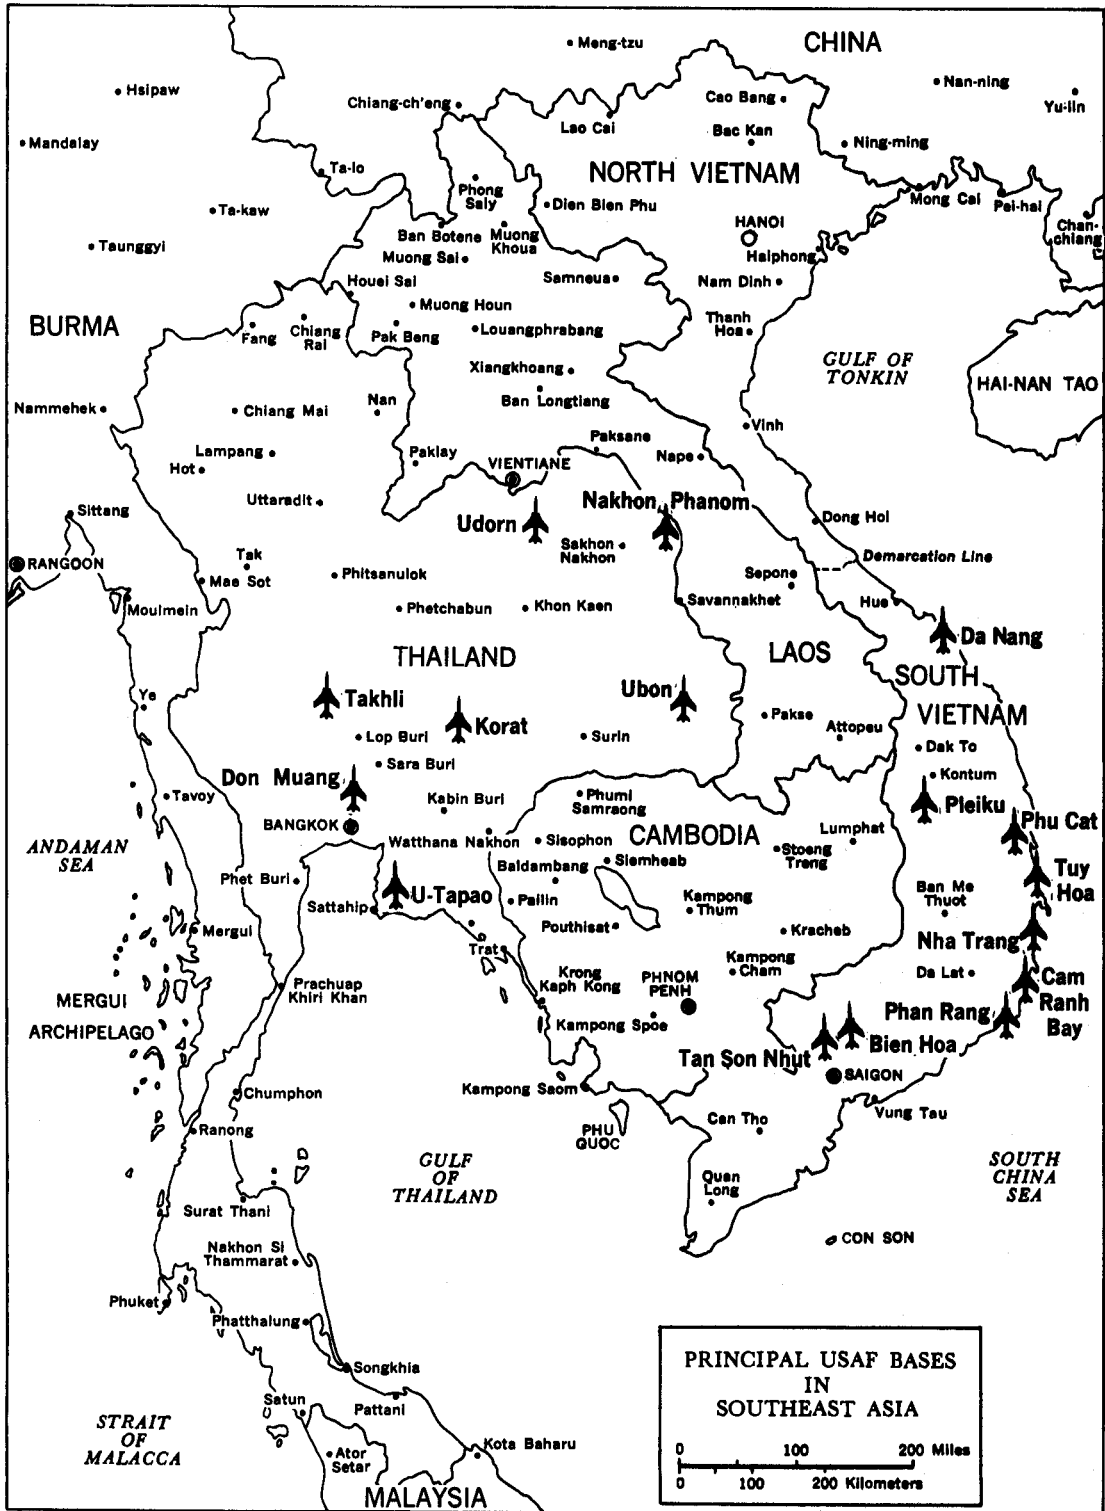 CHINA
Meng-tzu
Nan-ning
Yu-lin
Hsipaw
Chiang-ch'eng
Cao Bang
Lao Cai
Bac Kan
Ning-ming
Mandalay
Ta-lo
NORTH VIETNAM
Phong
Saly
Dien Bien Phu
Mong Cai
Pei-hai
Ta-kaw
HANOI
Chan-
chiang
Ban Botene
Muong
Khoua
Taunggyi
Haiphong
Muong Sai
Samneua
Nam Dinh
Houei Sai
Muong Houn
BURMA
Fang
Chiang
Rai
Pak Beng
Louangphrabang
Thanh
Hoa
GULF OF
TONKIN
HAI-NAN TAO
Xiangkhoang
Ban Longtiang
Nammehek
Chiang Mai
Nan
Vinh
Lampang
Hot
Paklay
VIENTIANE
Paksane
Nape
Uttaradit
Sittang
Udorn
Nakhon Phanom
Dong Hoi
Sakhon
Nakhon
Demarcation Line
RANGOON
Tak
Mae Sot
Phitsanulok
Sepone
Moulmein
Phetchabun
Khon Kaen
Savannakhet
Hue
Da Nang
THAILAND
LAOS
SOUTH
VIETNAM
Ye
Takhli
Korat
Ubon
Pakse
Attopeu
Lop Buri
Surin
Dak To
Sara Buri
Kontum
Don Muang
Tavoy
Kabin Buri
Phumi
Samraong
Pleiku
Phu Cat
BANGKOK
Watthana Nakhon
Sisophon
CAMBODIA
Lumphat
ANDAMAN
SEA
Stoeng
Treng
Siemheab
Baldambang
Tuy
Hoa
Phet Buri
U-Tapao
Pailin
Kampong
Thum
Ban Me
Thuot
Sattahip
Pouthisat
Mergui
Kracheb
Nha Trang
Trat
Kampong
Cham
Da Lat
Cam
Ranh
Bay
Krong
Kaph Kong
PHNOM
PENH
Prachuap
Khiri Khan
MERGUI
ARCHIPELAGO
Kampong Spoe
Phan Rang
Tan Son Nhut
Bien Hoa
SAIGON
Kampong Saom
Chumphon
Vung Tau
PHU
QUOC
Can Tho
Ranong
GULF
OF
THAILAND
Quan
Long
SOUTH
CHINA
SEA
Surat Thani
CON SON
Nakhon Si
Thammarat
Phuket
Phatthalung
Songkhia
Satun
Pattani
STRAIT
OF
MALACCA
Ator
Setar
Kota Baharu
MALAYSIA
PRINCIPAL USAF BASES
IN
SOUTHEAST ASIA
0 100 200 Miles
0 100 200 Kilometers